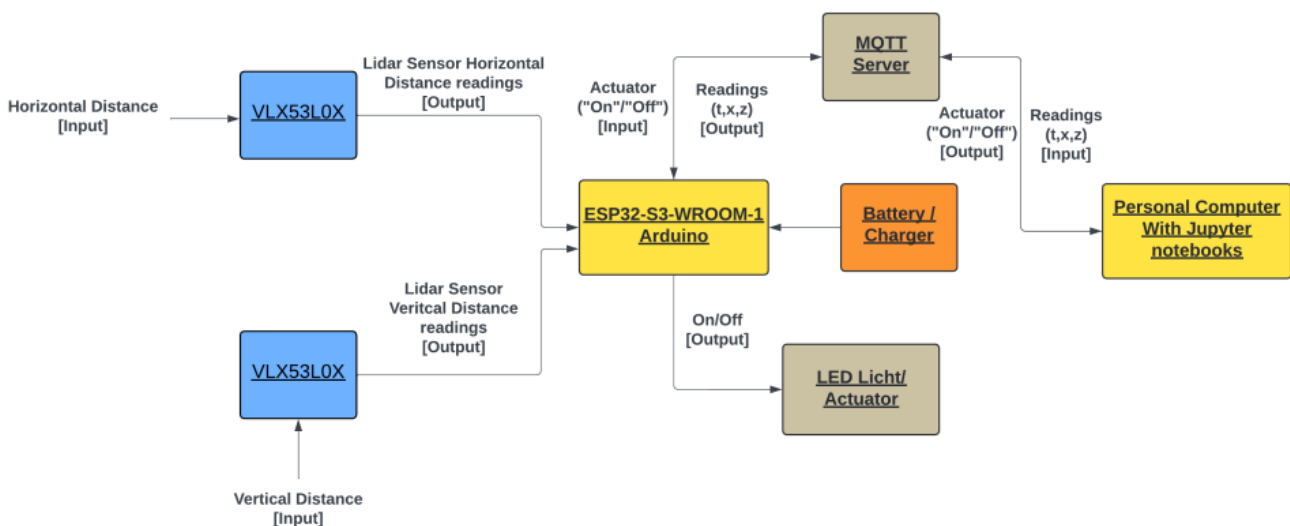 MQTT
Server
Lidar Sensor Horizontal
Distance readings
[Output]
VLX53L0X
Horizontal Distance
[Input]
Actuator
("On"/"Off")
[Input]
Readings
(t,x,z)
[Output]
Actuator
("On"/"Off")
[Output]
Readings
(t,x,z)
[Input]
ESP32-S3-WROOM-1
Arduino
Battery /
Charger
Personal Computer
With Jupyter
notebooks
Lidar Sensor
Veritcal Distance
readings
[Output]
On/Off
[Output]
VLX53L0X
LED Licht/
Actuator
Vertical Distance
[Input]